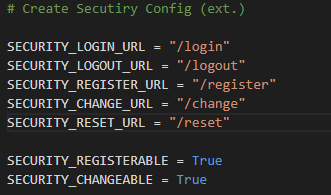 # Create Secutiry Config (ext.)
SECURITY_LOGIN_URL = "/login"
SECURITY_LOGOUT_URL = "/logout"
SECURITY_REGISTER_URL = "/register"
SECURITY_CHANGE_URL = "/change"
SECURITY_RESET_URL = "/reset"
SECURITY_REGISTERABLE = True
SECURITY_CHANGEABLE = True